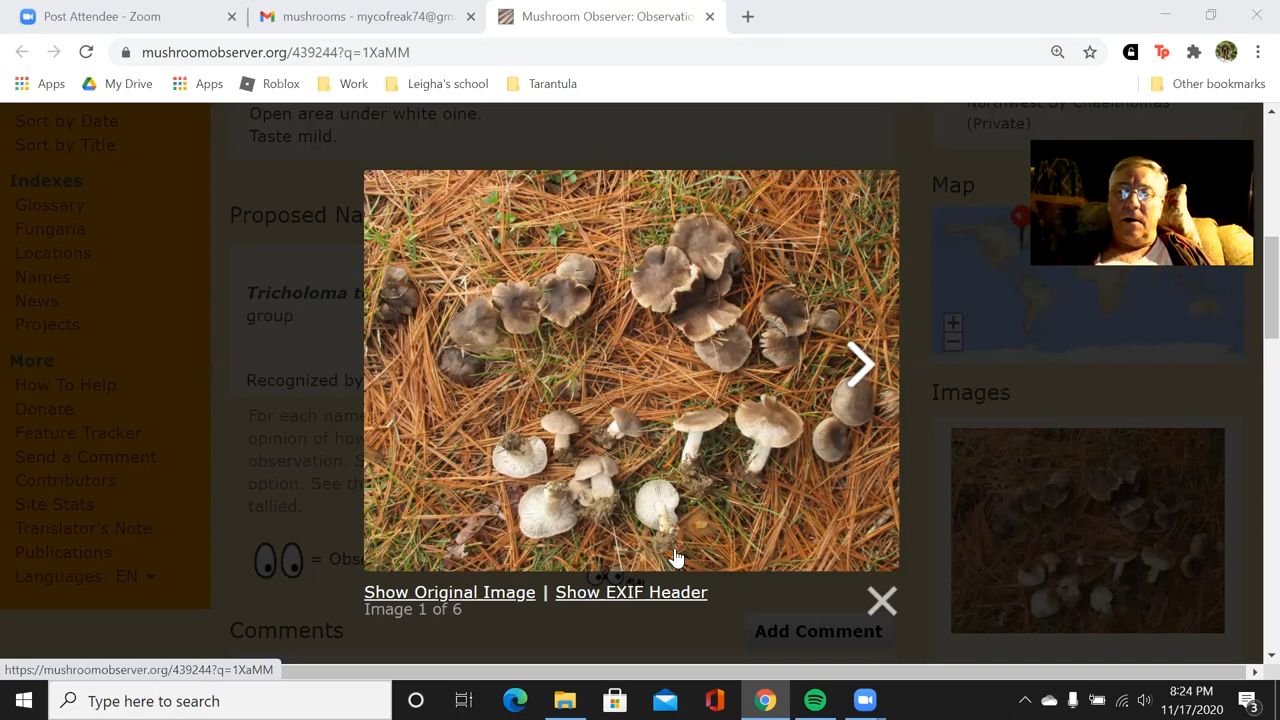 Post Attendee - Zoom
mushrooms - mycofreak74@gm
Mushroom Observer: Observatio
mushroomobserver.org/439244?q=1XaMM
Apps
My Drive
Apps
Roblox
Work
Leigha's school
Tarantula
Other bookmarks
Sort by Date
Sort by Title
Indexes
Glossary
Fungaria
Locations
Names
News
Projects
More
How To Help
Donate
Feature Tracker
Send a Comment
Contributors
Site Stats
Translator's Note
Publications
Languages: EN
Open area under white oine.
Taste mild.
Proposed Na
Tricholoma te
group
Recognized by
For each name
opinion of how
observation. S
option. See th
tallied.
= Obse
Show Original Image | Show EXIF Header
Image 1 of 6
Comments
Add Comment
Northwest By Chaelthomas
(Private)
Map
Images
https://mushroomobserver.org/439244?q=1XaMM
Type here to search
8:24 PM
11/17/2020
3